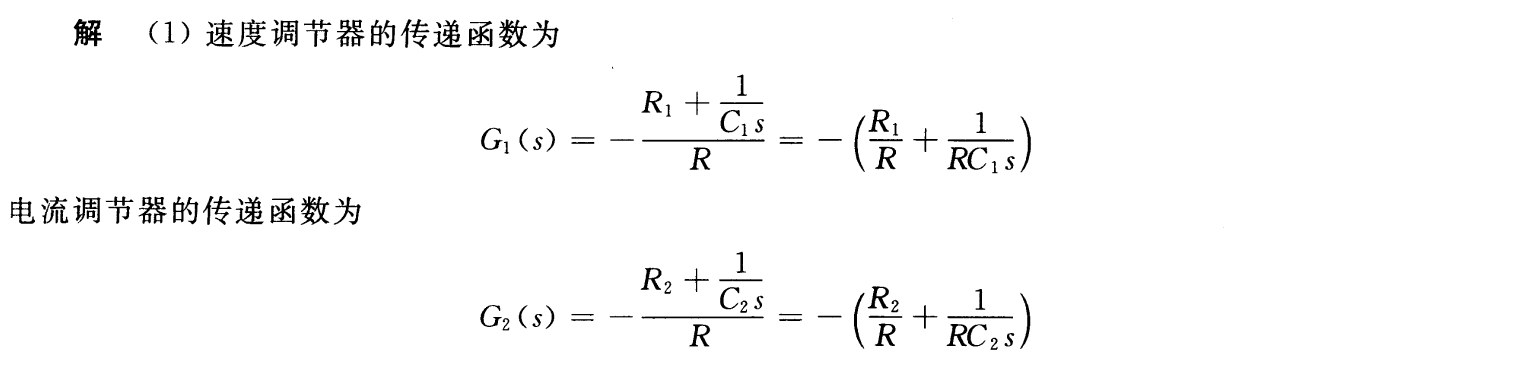 解 （1）速度调节器的传递函数为
G₁(s) = −(R₁ + 1/(C₁s))/R = −(R₁/R + 1/(RC₁s))
电流调节器的传递函数为
G₂(s) = −(R₂ + 1/(C₂s))/R = −(R₂/R + 1/(RC₂s))